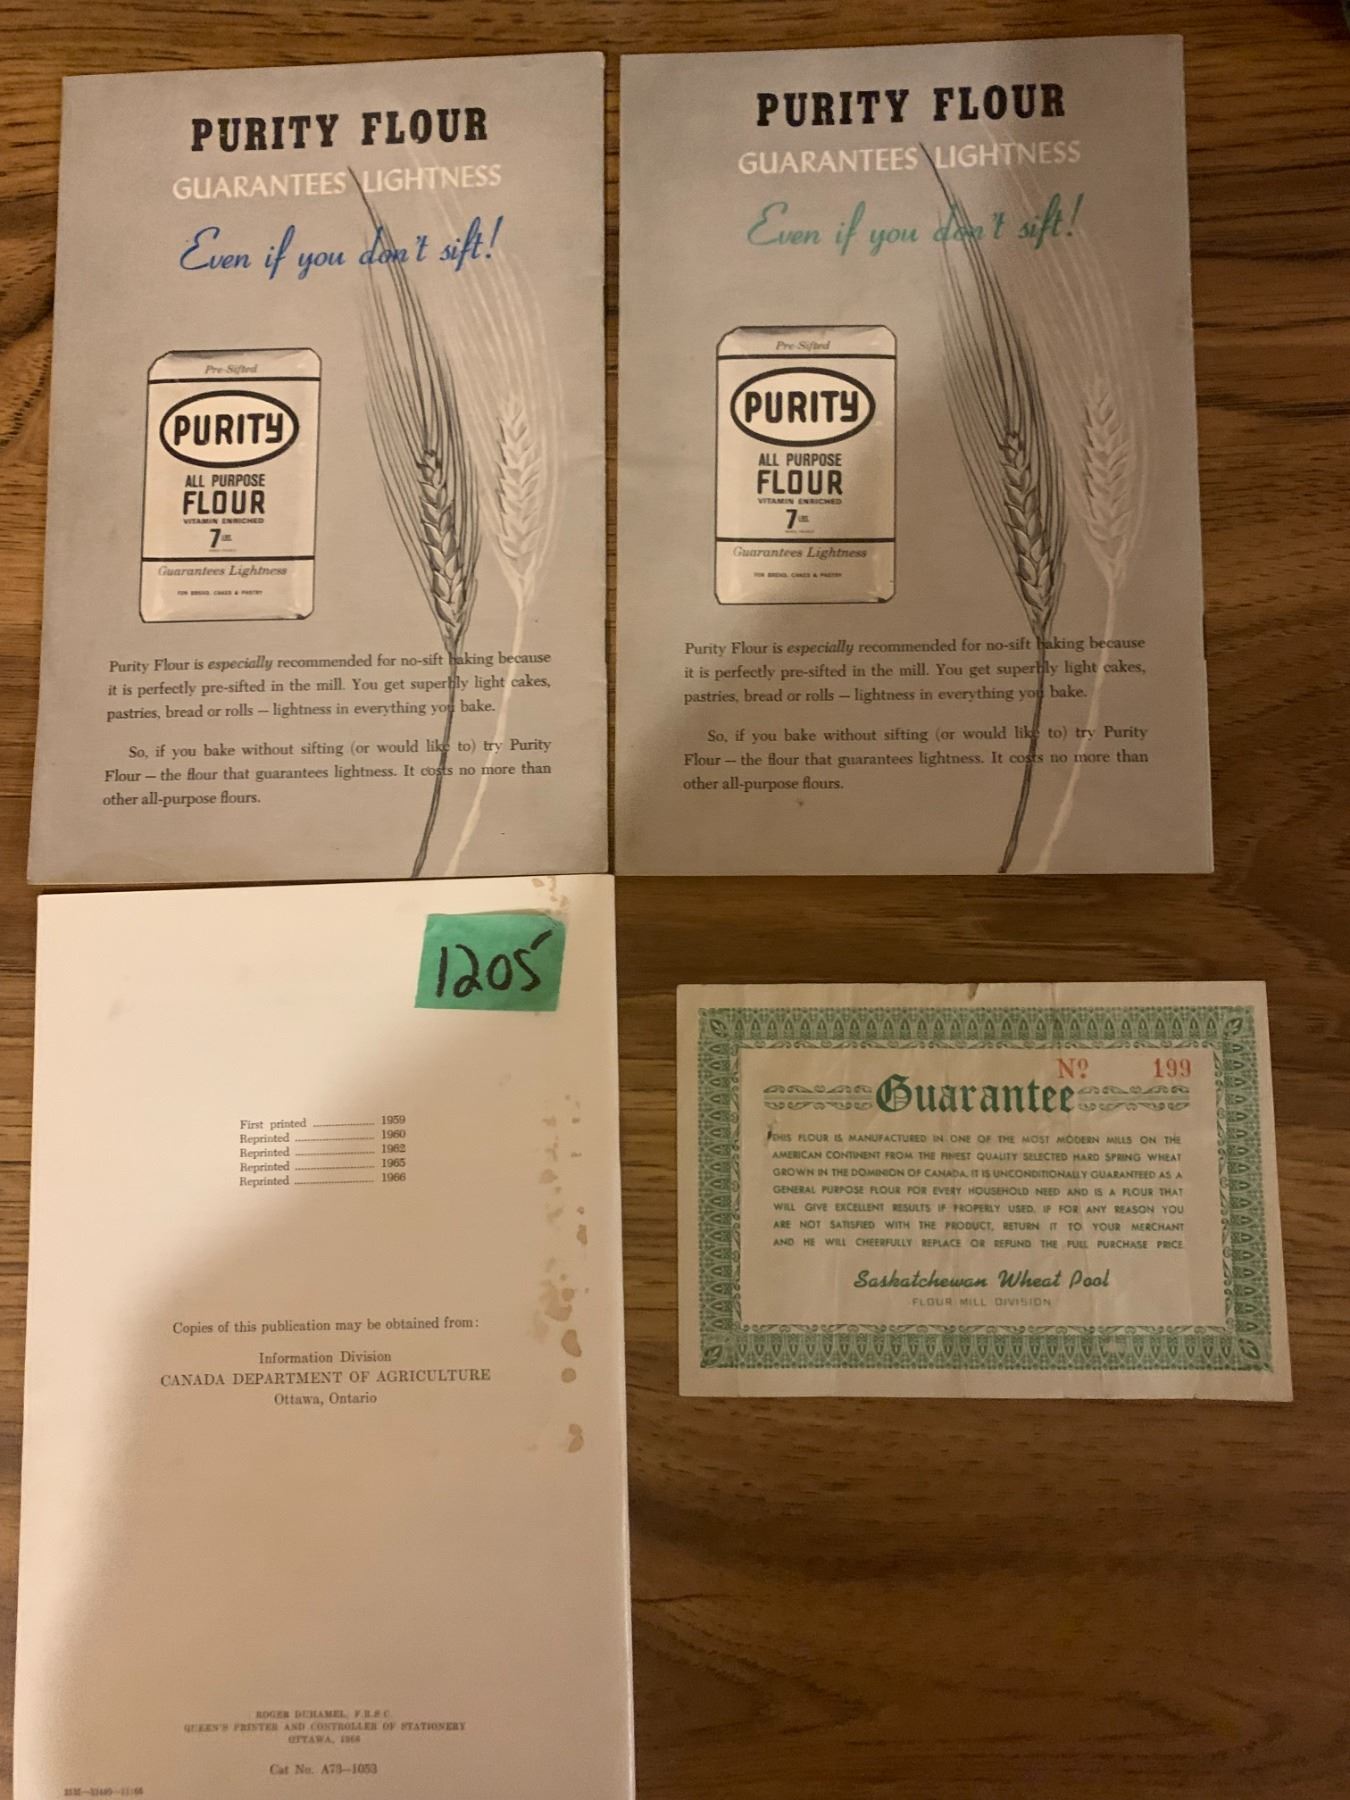 PURITY FLOUR
GUARANTEES LIGHTNESS
Even if you don't sift!
Pre-Sifted
PURITY
ALL PURPOSE
FLOUR
VITAMIN ENRICHED
7 LBS.
Guarantees Lightness
FOR BREAD, CAKES & PASTRY
Purity Flour is especially recommended for no-sift baking because
it is perfectly pre-sifted in the mill. You get superbly light cakes,
pastries, bread or rolls — lightness in everything you bake.
So, if you bake without sifting (or would like to) try Purity
Flour — the flour that guarantees lightness. It costs no more than
other all-purpose flours.
PURITY FLOUR
GUARANTEES LIGHTNESS
Even if you don't sift!
Pre-Sifted
PURITY
ALL PURPOSE
FLOUR
VITAMIN ENRICHED
7 LBS.
Guarantees Lightness
FOR BREAD, CAKES & PASTRY
Purity Flour is especially recommended for no-sift baking because
it is perfectly pre-sifted in the mill. You get superbly light cakes,
pastries, bread or rolls — lightness in everything you bake.
So, if you bake without sifting (or would like to) try Purity
Flour — the flour that guarantees lightness. It costs no more than
other all-purpose flours.
1205
First printed .................... 1959
Reprinted .......................... 1960
Reprinted .......................... 1962
Reprinted .......................... 1965
Reprinted .......................... 1966
Copies of this publication may be obtained from:
Information Division
CANADA DEPARTMENT OF AGRICULTURE
Ottawa, Ontario
ROGER DUHAMEL, F.R.S.C.
QUEEN'S PRINTER AND CONTROLLER OF STATIONERY
OTTAWA, 1966
Cat No. A73—1053
Nº 199
Guarantee
THIS FLOUR IS MANUFACTURED IN ONE OF THE MOST MODERN MILLS ON THE
AMERICAN CONTINENT FROM THE FINEST QUALITY SELECTED HARD SPRING WHEAT
GROWN IN THE DOMINION OF CANADA. IT IS UNCONDITIONALLY GUARANTEED AS A
GENERAL PURPOSE FLOUR FOR EVERY HOUSEHOLD NEED AND IS A FLOUR THAT
WILL GIVE EXCELLENT RESULTS IF PROPERLY USED. IF FOR ANY REASON YOU
ARE NOT SATISFIED WITH THE PRODUCT, RETURN IT TO YOUR MERCHANT
AND HE WILL CHEERFULLY REPLACE OR REFUND THE FULL PURCHASE PRICE.
Saskatchewan Wheat Pool
FLOUR MILL DIVISION